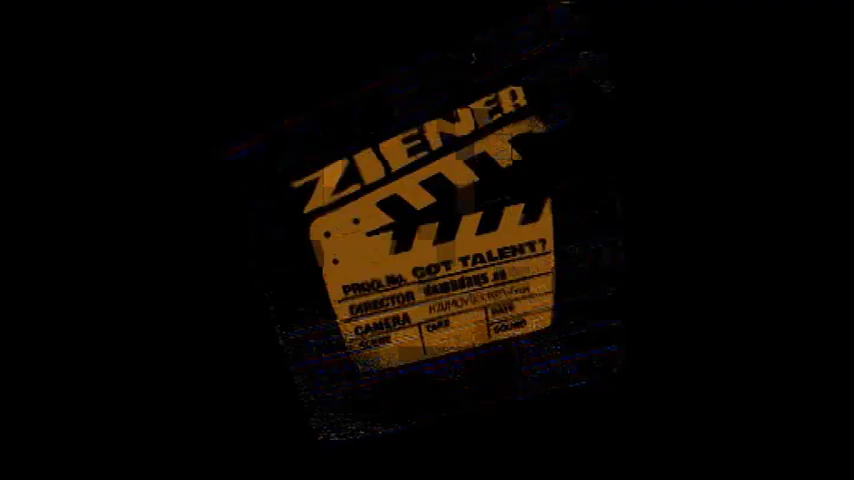 ZIENER
PROD. No. GOT TALENT?
DIRECTOR
CAMERA
SCENE TAKE DATE
SOUND